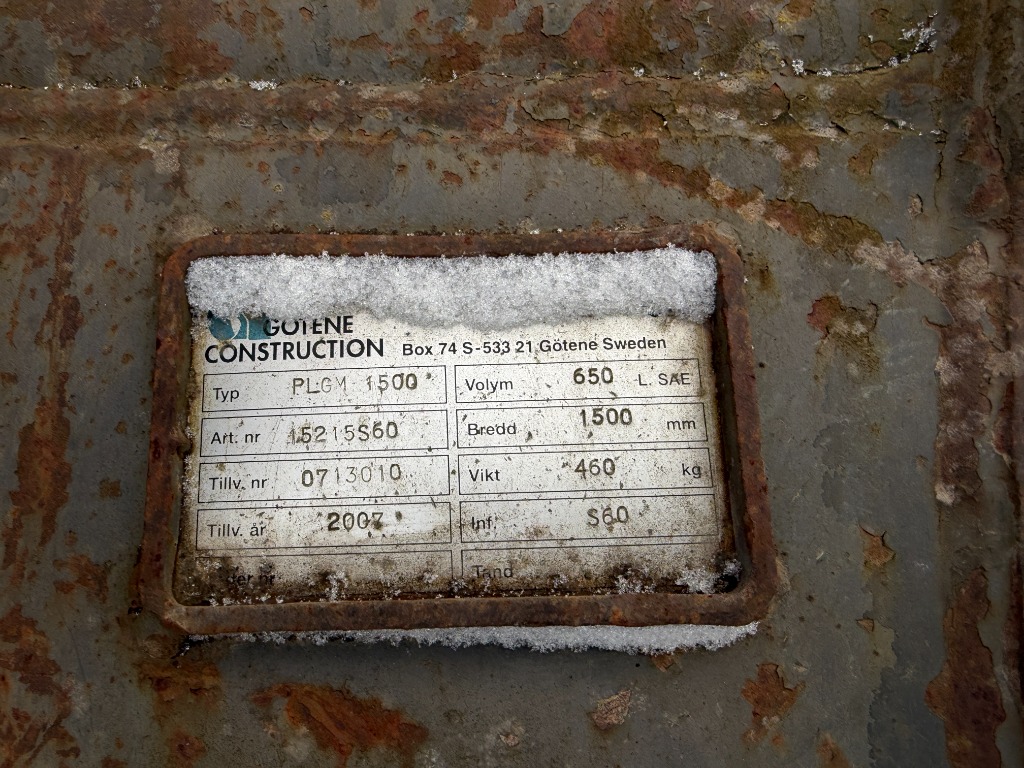 GÖTENE
CONSTRUCTION Box 74 S-533 21 Götene Sweden
Typ PLGM 1500 Volym 650 L. SAE
Art. nr 15215S60 Bredd 1500 mm
Tillv. nr 0713010 Vikt 460 kg
Tillv. år 2007 Inf. S60
nr Tand